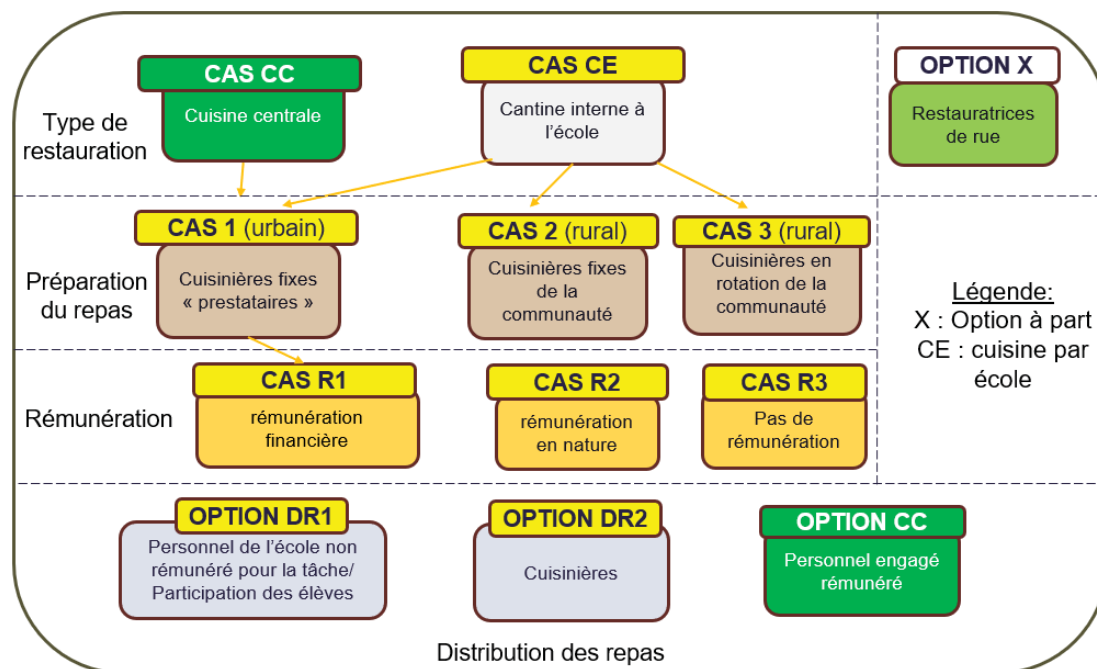 CAS CC
Cuisine centrale
CAS CE
Cantine interne à
l’école
OPTION X
Restauratrices
de rue
Type de
restauration
CAS 1 (urbain)
Cuisinières fixes
« prestataires »
CAS 2 (rural)
Cuisinières fixes
de la
communauté
CAS 3 (rural)
Cuisinières en
rotation de la
communauté
Préparation
du repas
Légende:
X : Option à part
CE : cuisine par
école
CAS R1
rémunération
financière
CAS R2
rémunération
en nature
CAS R3
Pas de
rémunération
Rémunération
OPTION DR1
Personnel de l’école non
rémunéré pour la tâche/
Participation des élèves
OPTION DR2
Cuisinières
OPTION CC
Personnel engagé
rémunéré
Distribution des repas